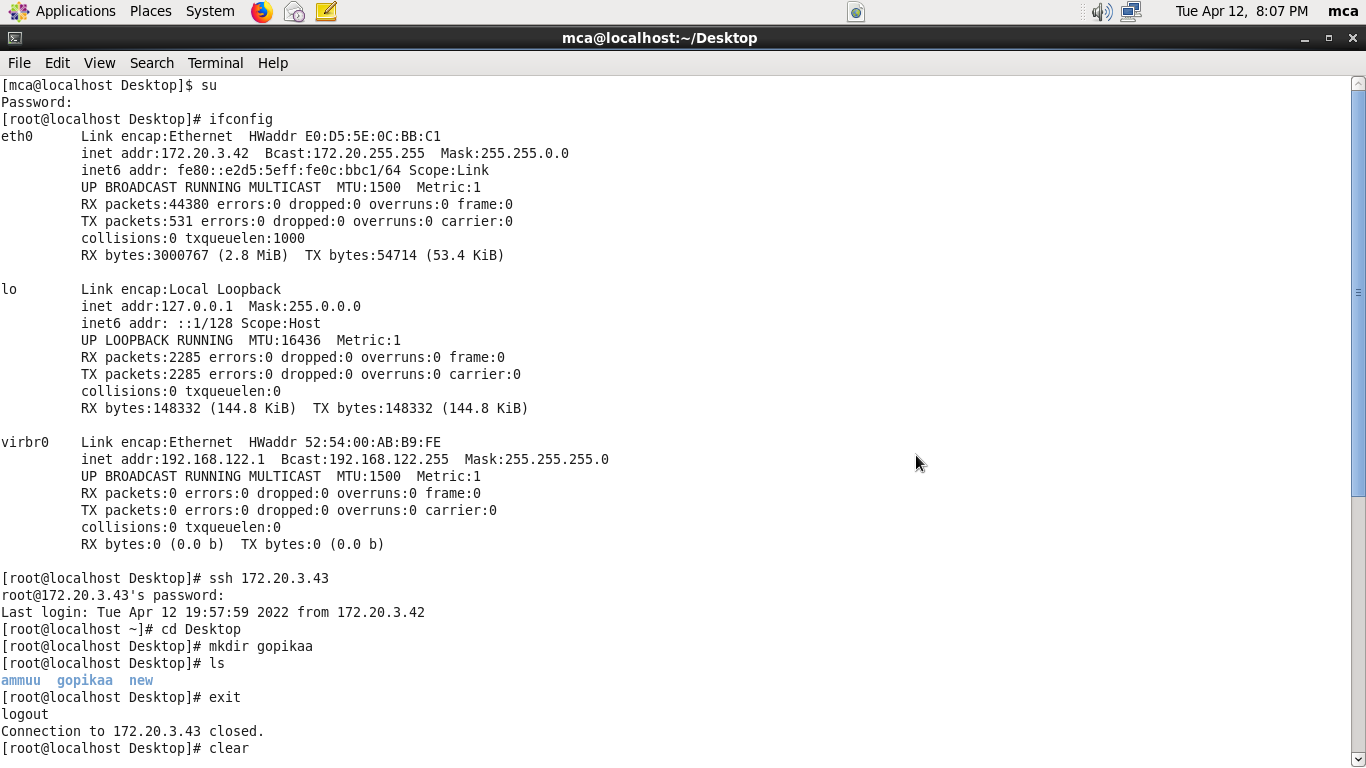 Applications Places System Tue Apr 12, 8:07 PM mca
mca@localhost:~/Desktop
File Edit View Search Terminal Help
[mca@localhost Desktop]$ su
Password:
[root@localhost Desktop]# ifconfig
eth0      Link encap:Ethernet  HWaddr E0:D5:5E:0C:BB:C1
          inet addr:172.20.3.42  Bcast:172.20.255.255  Mask:255.255.0.0
          inet6 addr: fe80::e2d5:5eff:fe0c:bbc1/64 Scope:Link
          UP BROADCAST RUNNING MULTICAST  MTU:1500  Metric:1
          RX packets:44380 errors:0 dropped:0 overruns:0 frame:0
          TX packets:531 errors:0 dropped:0 overruns:0 carrier:0
          collisions:0 txqueuelen:1000
          RX bytes:3000767 (2.8 MiB)  TX bytes:54714 (53.4 KiB)
lo        Link encap:Local Loopback
          inet addr:127.0.0.1  Mask:255.0.0.0
          inet6 addr: ::1/128 Scope:Host
          UP LOOPBACK RUNNING  MTU:16436  Metric:1
          RX packets:2285 errors:0 dropped:0 overruns:0 frame:0
          TX packets:2285 errors:0 dropped:0 overruns:0 carrier:0
          collisions:0 txqueuelen:0
          RX bytes:148332 (144.8 KiB)  TX bytes:148332 (144.8 KiB)
virbr0    Link encap:Ethernet  HWaddr 52:54:00:AB:B9:FE
          inet addr:192.168.122.1  Bcast:192.168.122.255  Mask:255.255.255.0
          UP BROADCAST RUNNING MULTICAST  MTU:1500  Metric:1
          RX packets:0 errors:0 dropped:0 overruns:0 frame:0
          TX packets:0 errors:0 dropped:0 overruns:0 carrier:0
          collisions:0 txqueuelen:0
          RX bytes:0 (0.0 b)  TX bytes:0 (0.0 b)
[root@localhost Desktop]# ssh 172.20.3.43
root@172.20.3.43's password:
Last login: Tue Apr 12 19:57:59 2022 from 172.20.3.42
[root@localhost ~]# cd Desktop
[root@localhost Desktop]# mkdir gopikaa
[root@localhost Desktop]# ls
ammuu  gopikaa  new
[root@localhost Desktop]# exit
logout
Connection to 172.20.3.43 closed.
[root@localhost Desktop]# clear